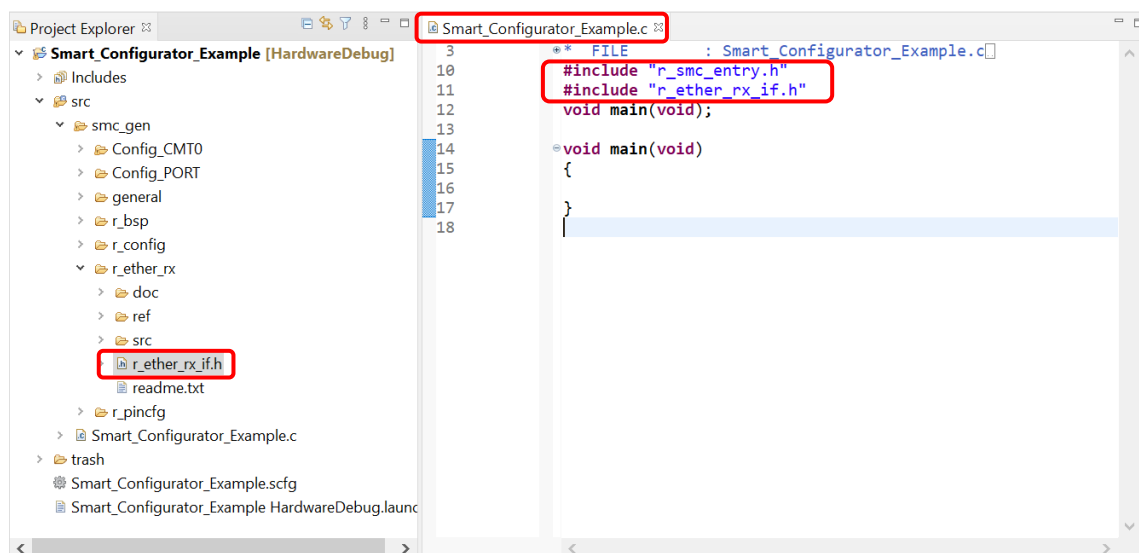 Project Explorer
Smart_Configurator_Example [HardwareDebug]
Includes
src
smc_gen
Config_CMT0
Config_PORT
general
r_bsp
r_config
r_ether_rx
doc
ref
src
r_ether_rx_if.h
readme.txt
r_pincfg
Smart_Configurator_Example.c
trash
Smart_Configurator_Example.scfg
Smart_Configurator_Example HardwareDebug.launc
Smart_Configurator_Example.c
3 * FILE : Smart_Configurator_Example.c
10 #include "r_smc_entry.h"
11 #include "r_ether_rx_if.h"
12 void main(void);
13
14 void main(void)
15 {
16
17 }
18